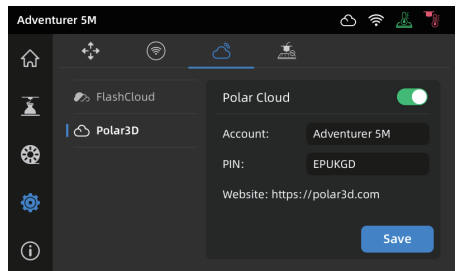 Adventurer 5M
FlashCloud
Polar3D
Polar Cloud
Account: Adventurer 5M
PIN: EPUKGD
Website: https://polar3d.com
Save